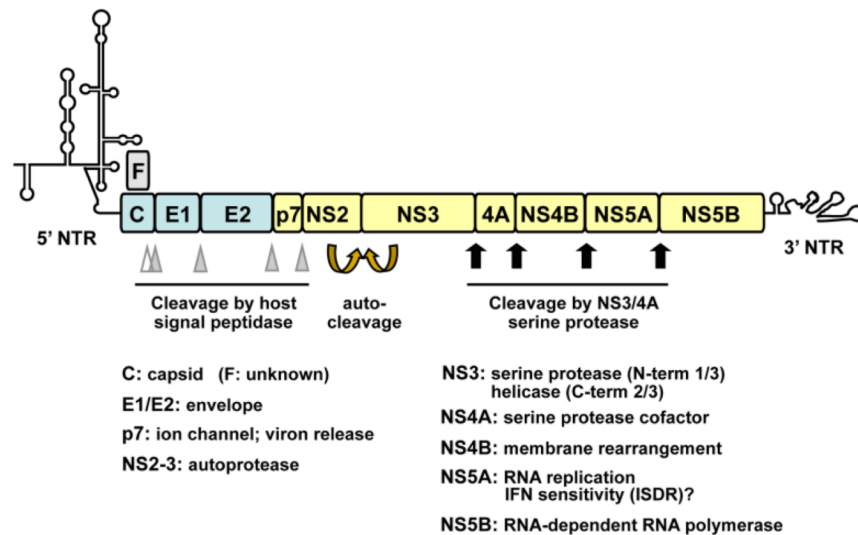 F
C E1 E2 p7 NS2 NS3 4A NS4B NS5A NS5B
5' NTR
3' NTR
Cleavage by host
signal peptidase
auto-
cleavage
Cleavage by NS3/4A
serine protease
C: capsid (F: unknown)
E1/E2: envelope
p7: ion channel; viron release
NS2-3: autoprotease
NS3: serine protease (N-term 1/3)
helicase (C-term 2/3)
NS4A: serine protease cofactor
NS4B: membrane rearrangement
NS5A: RNA replication
IFN sensitivity (ISDR)?
NS5B: RNA-dependent RNA polymerase